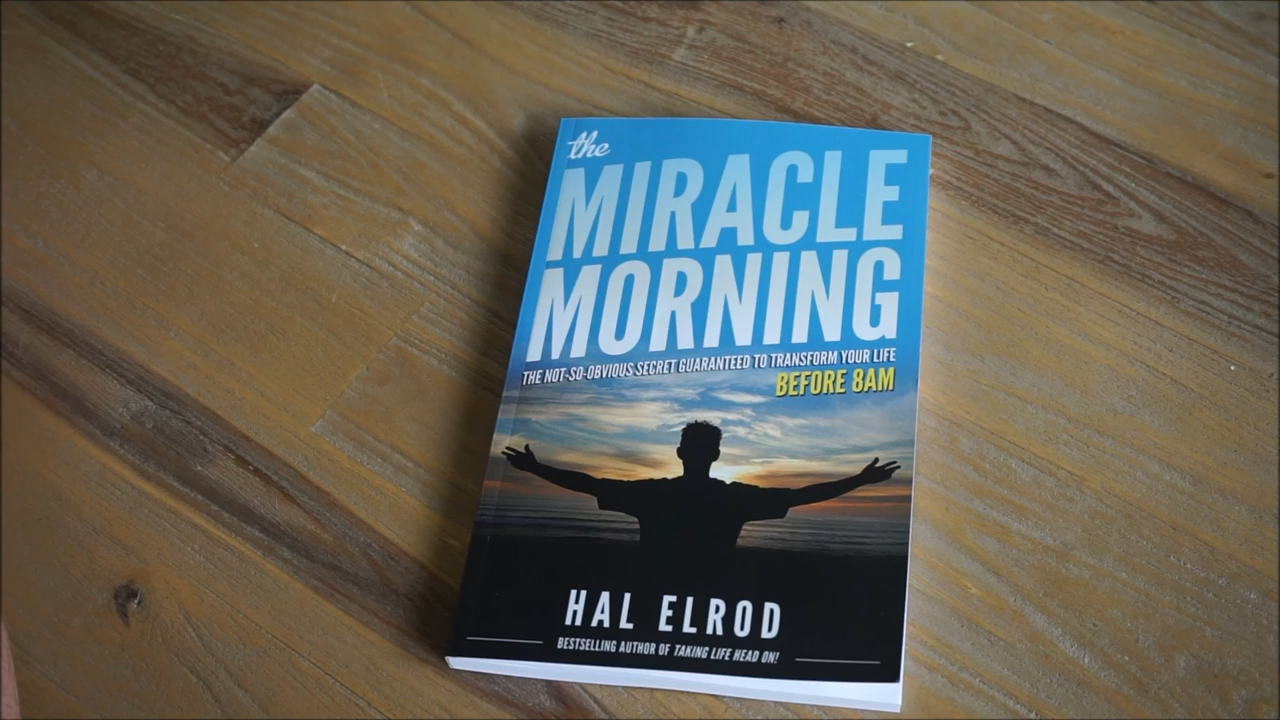 the
MIRACLE
MORNING
THE NOT-SO-OBVIOUS SECRET GUARANTEED TO TRANSFORM YOUR LIFE
BEFORE 8AM
HAL ELROD
BESTSELLING AUTHOR OF TAKING LIFE HEAD ON!